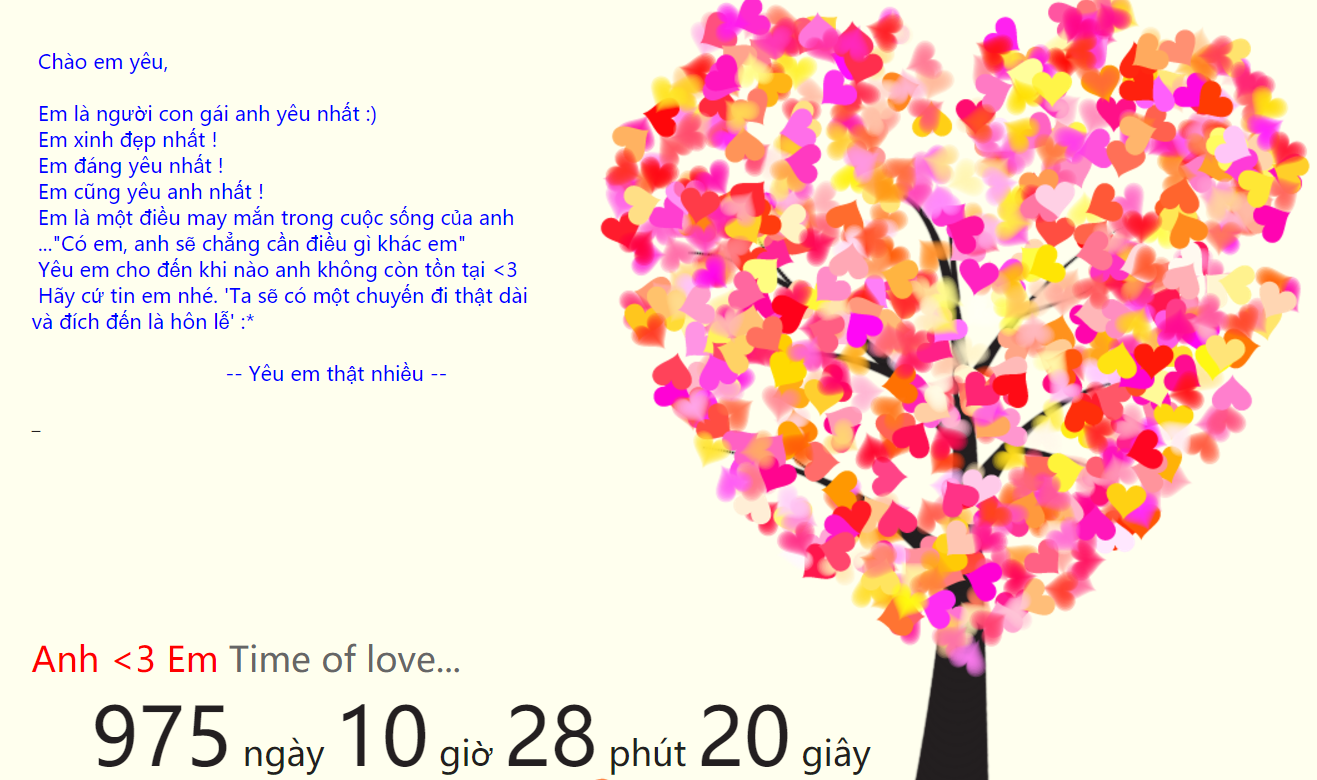 Chào em yêu,
Em là người con gái anh yêu nhất :)
Em xinh đẹp nhất !
Em đáng yêu nhất !
Em cũng yêu anh nhất !
Em là một điều may mắn trong cuộc sống của anh
..."Có em, anh sẽ chẳng cần điều gì khác em"
Yêu em cho đến khi nào anh không còn tồn tại <3
Hãy cứ tin em nhé. 'Ta sẽ có một chuyến đi thật dài
và đích đến là hôn lễ' :*
-- Yêu em thật nhiều --
_
Anh <3 Em Time of love...
975 ngày 10 giờ 28 phút 20 giây